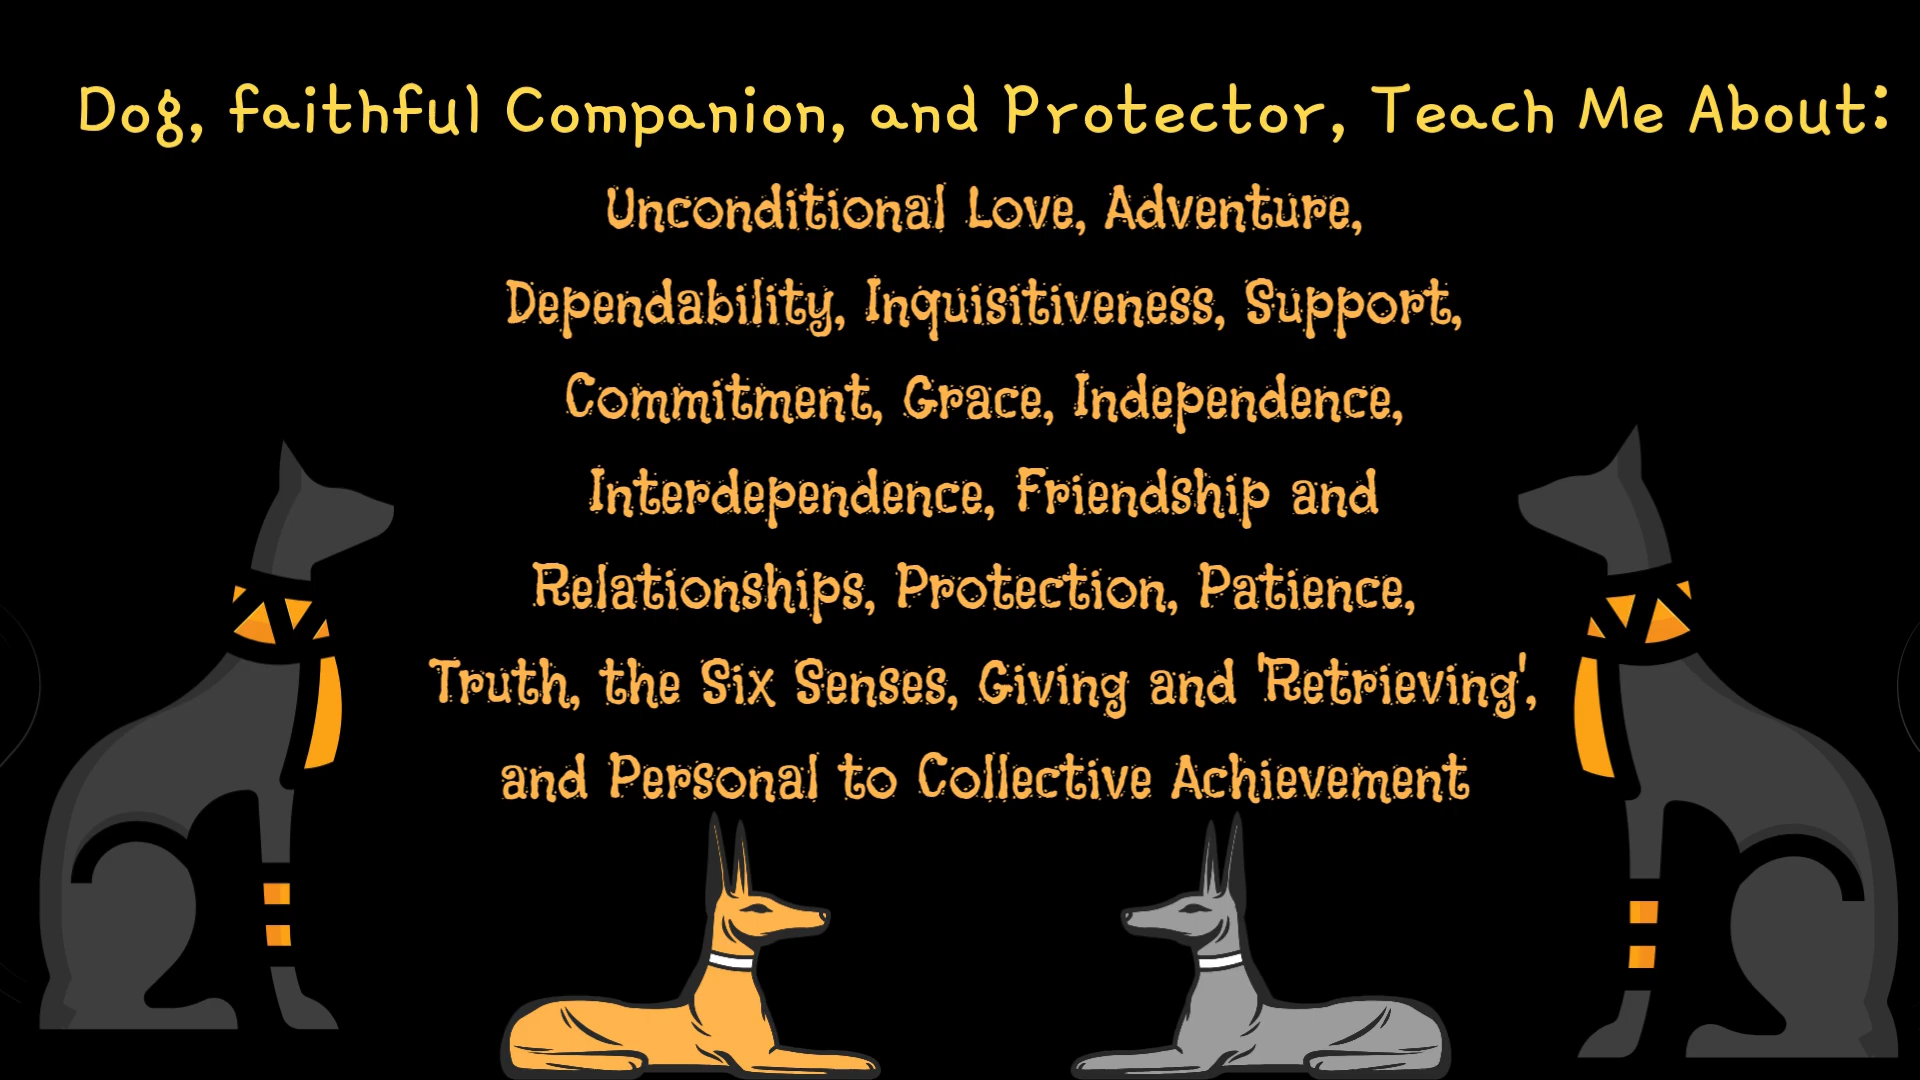 Dog, faithful Companion, and Protector, Teach Me About:
Unconditional Love, Adventure,
Dependability, Inquisitiveness, Support,
Commitment, Grace, Independence,
Interdependence, Friendship and
Relationships, Protection, Patience,
Truth, the Six Senses, Giving and 'Retrieving',
and Personal to Collective Achievement